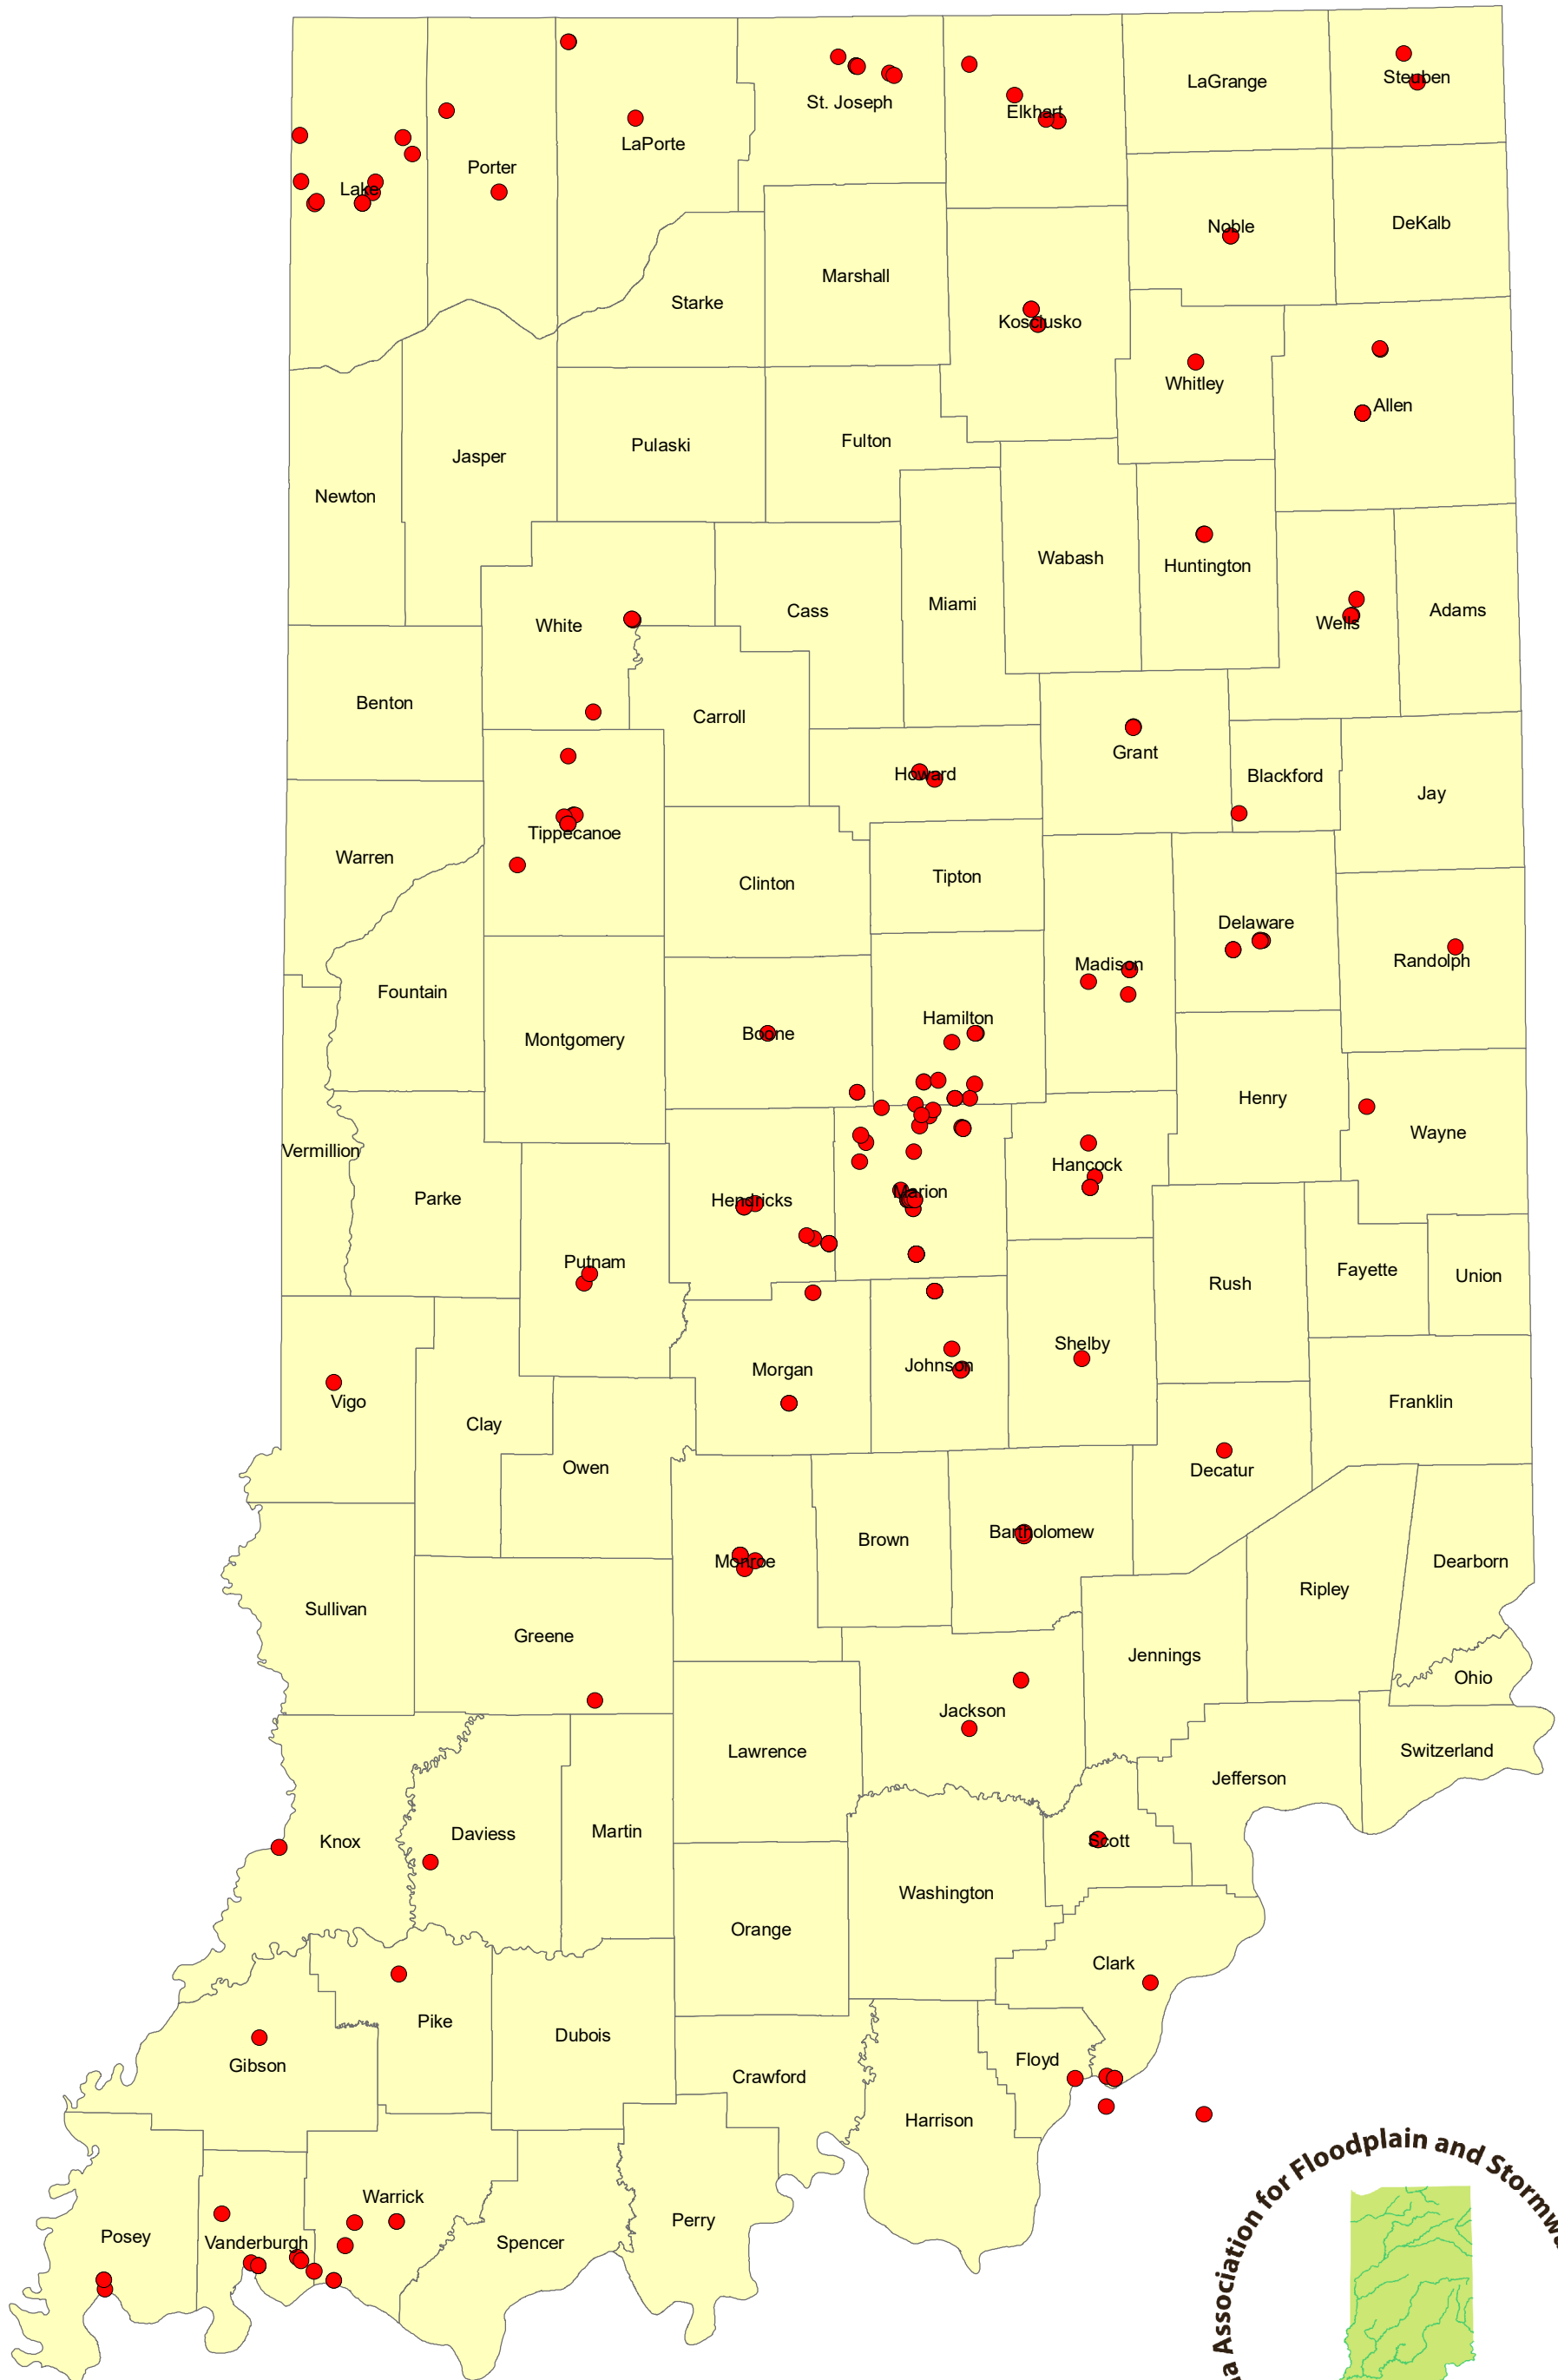 LaGrange
Steuben
St. Joseph
Elkhart
LaPorte
Porter
Lake
Noble
DeKalb
Marshall
Starke
Kosciusko
Whitley
Allen
Fulton
Pulaski
Jasper
Newton
Wabash
Huntington
Miami
Cass
White
Wells
Adams
Benton
Carroll
Grant
Howard
Blackford
Jay
Tippecanoe
Warren
Clinton
Tipton
Delaware
Madison
Randolph
Fountain
Hamilton
Boone
Montgomery
Henry
Wayne
Vermillion
Hancock
Marion
Parke
Hendricks
Putnam
Fayette
Union
Rush
Shelby
Johnson
Morgan
Vigo
Franklin
Clay
Owen
Decatur
Bartholomew
Brown
Monroe
Dearborn
Ripley
Sullivan
Greene
Jennings
Ohio
Jackson
Lawrence
Switzerland
Jefferson
Martin
Daviess
Knox
Scott
Washington
Orange
Clark
Pike
Dubois
Floyd
Gibson
Crawford
Harrison
Warrick
Perry
Posey
Vanderburgh
Spencer
a Association for Floodplain and Stormw